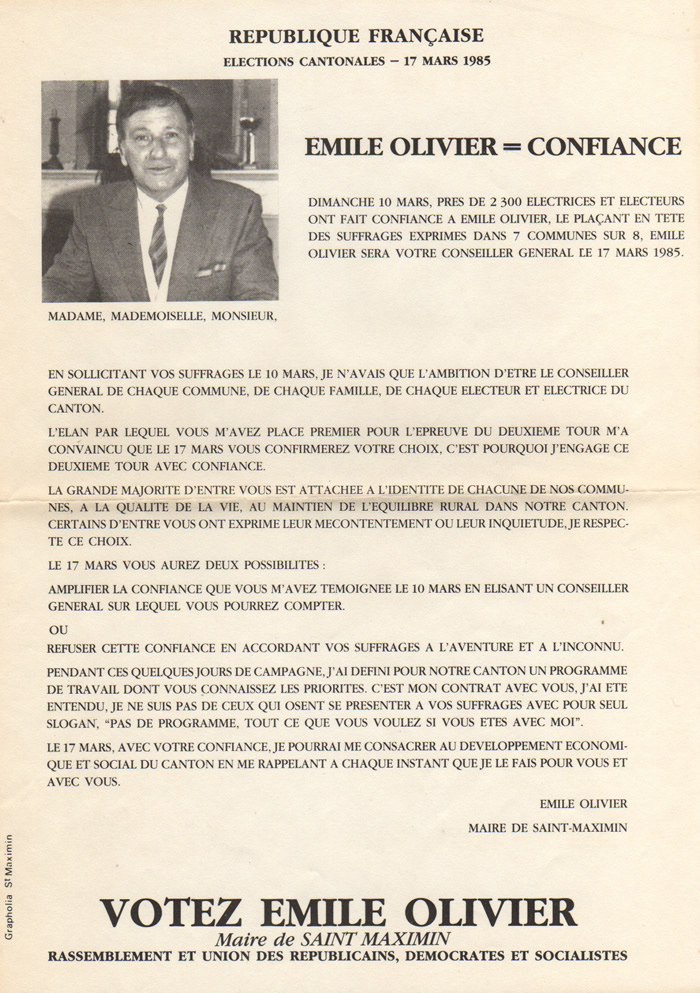 REPUBLIQUE FRANÇAISE
ELECTIONS CANTONALES – 17 MARS 1985
EMILE OLIVIER = CONFIANCE
DIMANCHE 10 MARS, PRES DE 2 300 ELECTRICES ET ELECTEURS
ONT FAIT CONFIANCE A EMILE OLIVIER, LE PLAÇANT EN TETE
DES SUFFRAGES EXPRIMES DANS 7 COMMUNES SUR 8, EMILE
OLIVIER SERA VOTRE CONSEILLER GENERAL LE 17 MARS 1985.
MADAME, MADEMOISELLE, MONSIEUR,
EN SOLLICITANT VOS SUFFRAGES LE 10 MARS, JE N'AVAIS QUE L'AMBITION D'ETRE LE CONSEILLER
GENERAL DE CHAQUE COMMUNE, DE CHAQUE FAMILLE, DE CHAQUE ELECTEUR ET ELECTRICE DU
CANTON.
L'ELAN PAR LEQUEL VOUS M'AVEZ PLACE PREMIER POUR L'EPREUVE DU DEUXIEME TOUR M'A
CONVAINCU QUE LE 17 MARS VOUS CONFIRMEREZ VOTRE CHOIX, C'EST POURQUOI J'ENGAGE CE
DEUXIEME TOUR AVEC CONFIANCE.
LA GRANDE MAJORITE D'ENTRE VOUS EST ATTACHEE A L'IDENTITE DE CHACUNE DE NOS COMMU-
NES, A LA QUALITE DE LA VIE, AU MAINTIEN DE L'EQUILIBRE RURAL DANS NOTRE CANTON.
CERTAINS D'ENTRE VOUS ONT EXPRIME LEUR MECONTENTEMENT OU LEUR INQUIETUDE, JE RESPEC-
TE CE CHOIX.
LE 17 MARS VOUS AUREZ DEUX POSSIBILITES :
AMPLIFIER LA CONFIANCE QUE VOUS M'AVEZ TEMOIGNEE LE 10 MARS EN ELISANT UN CONSEILLER
GENERAL SUR LEQUEL VOUS POURREZ COMPTER.
OU
REFUSER CETTE CONFIANCE EN ACCORDANT VOS SUFFRAGES A L'AVENTURE ET A L'INCONNU.
PENDANT CES QUELQUES JOURS DE CAMPAGNE, J'AI DEFINI POUR NOTRE CANTON UN PROGRAMME
DE TRAVAIL DONT VOUS CONNAISSEZ LES PRIORITES. C'EST MON CONTRAT AVEC VOUS, J'AI ETE
ENTENDU, JE NE SUIS PAS DE CEUX QUI OSENT SE PRESENTER A VOS SUFFRAGES AVEC POUR SEUL
SLOGAN, “PAS DE PROGRAMME, TOUT CE QUE VOUS VOULEZ SI VOUS ETES AVEC MOI”.
LE 17 MARS, AVEC VOTRE CONFIANCE, JE POURRAI ME CONSACRER AU DEVELOPPEMENT ECONOMI-
QUE ET SOCIAL DU CANTON EN ME RAPPELANT A CHAQUE INSTANT QUE JE LE FAIS POUR VOUS ET
AVEC VOUS.
EMILE OLIVIER
MAIRE DE SAINT-MAXIMIN
Grapholia St Maximin
VOTEZ EMILE OLIVIER
Maire de SAINT MAXIMIN
RASSEMBLEMENT ET UNION DES REPUBLICAINS, DEMOCRATES ET SOCIALISTES